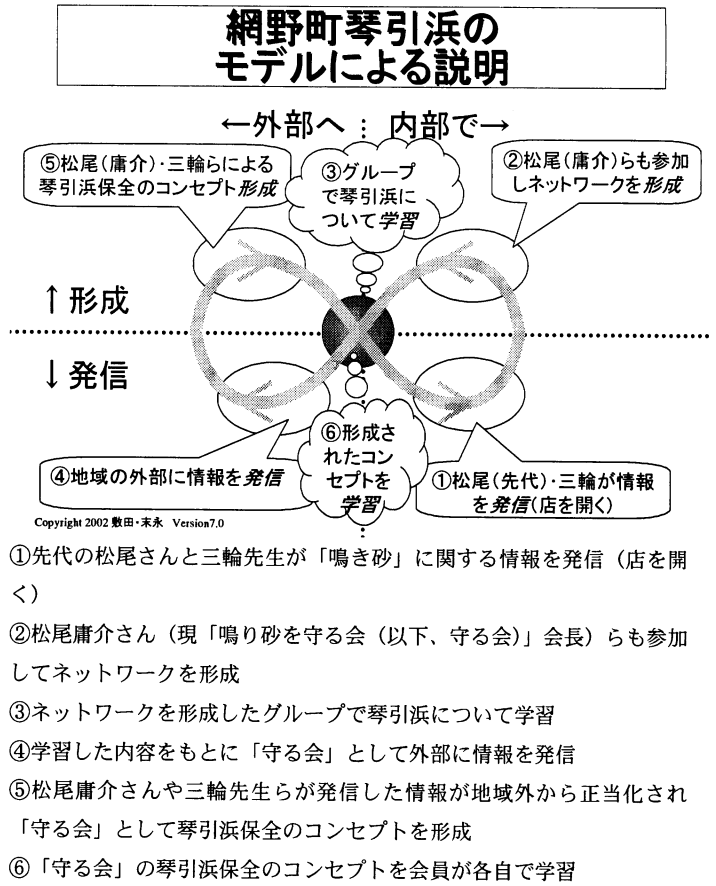 網野町琴引浜の
モデルによる説明
←外部へ
内部で→
⑤松尾(庸介)・三輪らによる
琴引浜保全のコンセプト形成
③グループ
で琴引浜に
ついて学習
②松尾(庸介)らも参加
しネットワークを形成
↑形成
↓発信
④地域の外部に情報を発信
⑥形成さ
れたコン
セプトを
学習
①松尾(先代)・三輪が情報
を発信(店を開く)
Copyright 2002 敷田・末永 Version7.0
①先代の松尾さんと三輪先生が「鳴き砂」に関する情報を発信（店を開
く）
②松尾庸介さん（現「鳴り砂を守る会（以下、守る会）」会長）らも参加
してネットワークを形成
③ネットワークを形成したグループで琴引浜について学習
④学習した内容をもとに「守る会」として外部に情報を発信
⑤松尾庸介さんや三輪先生らが発信した情報が地域外から正当化され
「守る会」として琴引浜保全のコンセプトを形成
⑥「守る会」の琴引浜保全のコンセプトを会員が各自で学習